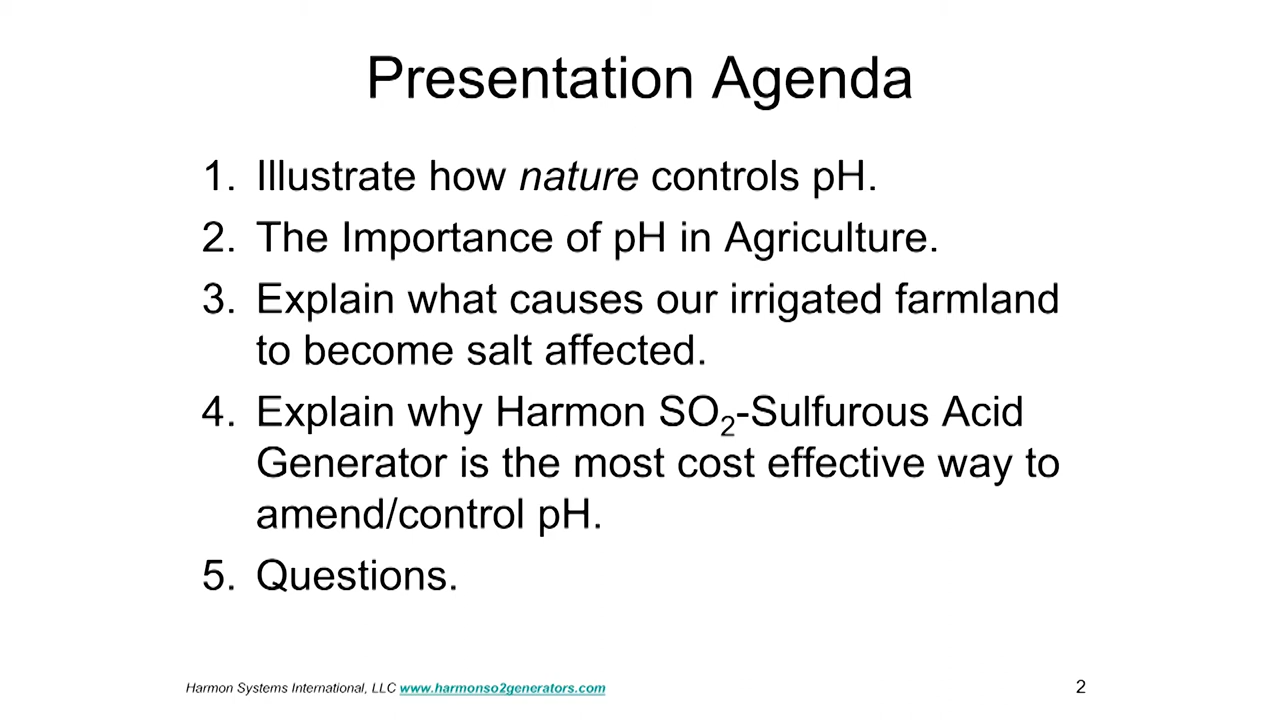 Presentation Agenda
1. Illustrate how nature controls pH.
2. The Importance of pH in Agriculture.
3. Explain what causes our irrigated farmland
to become salt affected.
4. Explain why Harmon SO₂-Sulfurous Acid
Generator is the most cost effective way to
amend/control pH.
5. Questions.
Harmon Systems International, LLC www.harmonso2generators.com
2